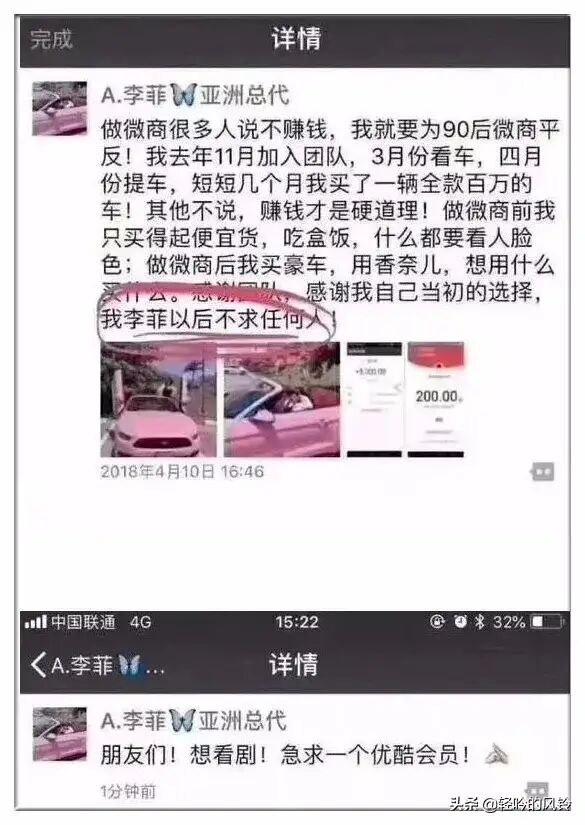 完成
详情
A.李菲🦋亚洲总代
做微商很多人说不赚钱，我就要为90后微商平
反！我去年11月加入团队，3月份看车，四月
份提车，短短几个月我买了一辆全款百万的
车！其他不说，赚钱才是硬道理！做微商前我
只买得起便宜货，吃盒饭，什么都要看人脸
色；做微商后我买豪车，用香奈儿，想用什么
买什么。感谢团队，感谢我自己当初的选择，
我李菲以后不求任何人！
200.00
2018年4月10日 16:46
中国联通 4G
15:22
32%
A.李菲🦋...
详情
A.李菲🦋亚洲总代
朋友们！想看剧！急求一个优酷会员！🙏
1分钟前
头条 @轻吟的风铃